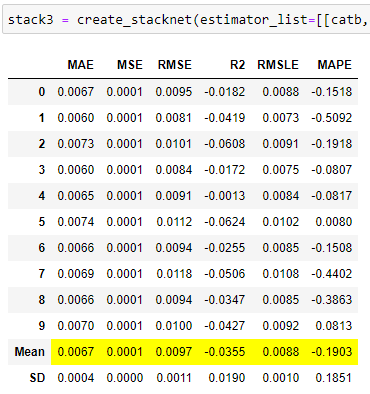 stack3 = create_stacknet(estimator_list=[[catb,
MAE MSE RMSE R2 RMSLE MAPE
0 0.0067 0.0001 0.0095 -0.0182 0.0088 -0.1518
1 0.0060 0.0001 0.0081 -0.0419 0.0073 -0.5092
2 0.0073 0.0001 0.0101 -0.0608 0.0091 -0.1918
3 0.0060 0.0001 0.0084 -0.0172 0.0075 -0.0807
4 0.0065 0.0001 0.0091 -0.0013 0.0084 -0.0817
5 0.0074 0.0001 0.0112 -0.0624 0.0102 0.0080
6 0.0066 0.0001 0.0094 -0.0255 0.0085 -0.1508
7 0.0069 0.0001 0.0118 -0.0506 0.0108 -0.4402
8 0.0066 0.0001 0.0094 -0.0347 0.0085 -0.3863
9 0.0070 0.0001 0.0100 -0.0427 0.0092 0.0813
Mean 0.0067 0.0001 0.0097 -0.0355 0.0088 -0.1903
SD 0.0004 0.0000 0.0011 0.0190 0.0010 0.1851